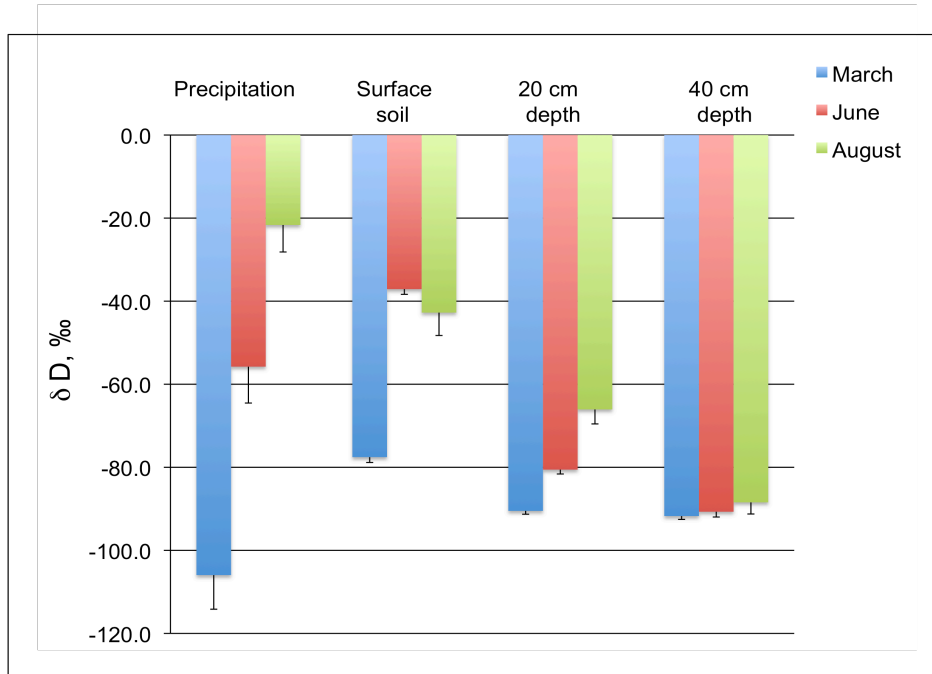 Precipitation
Surface
soil
20 cm
depth
40 cm
depth
March
June
August
0.0
-20.0
-40.0
-60.0
-80.0
-100.0
-120.0
δ D, ‰